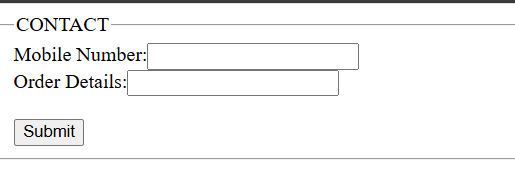 CONTACT
Mobile Number:
Order Details:
Submit